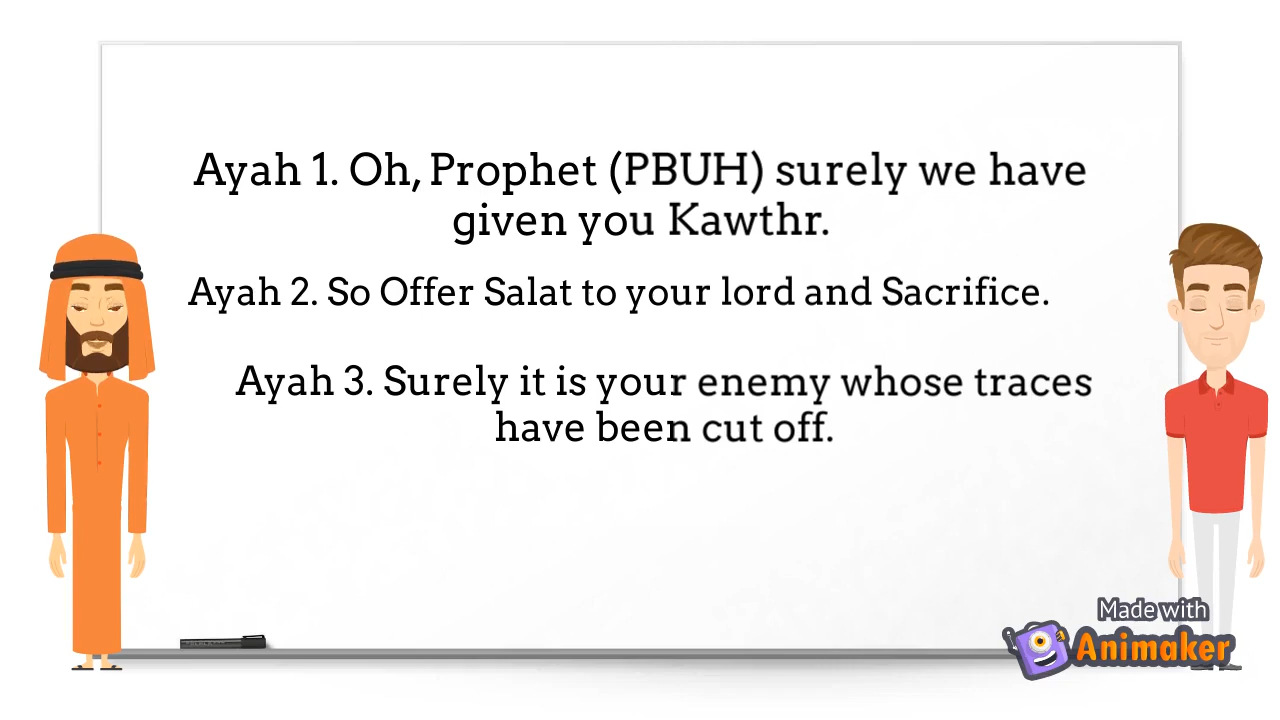 Ayah 1. Oh, Prophet (PBUH) surely we have
given you Kawthr.
Ayah 2. So Offer Salat to your lord and Sacrifice.
Ayah 3. Surely it is your enemy whose traces
have been cut off.
Made with
Animaker